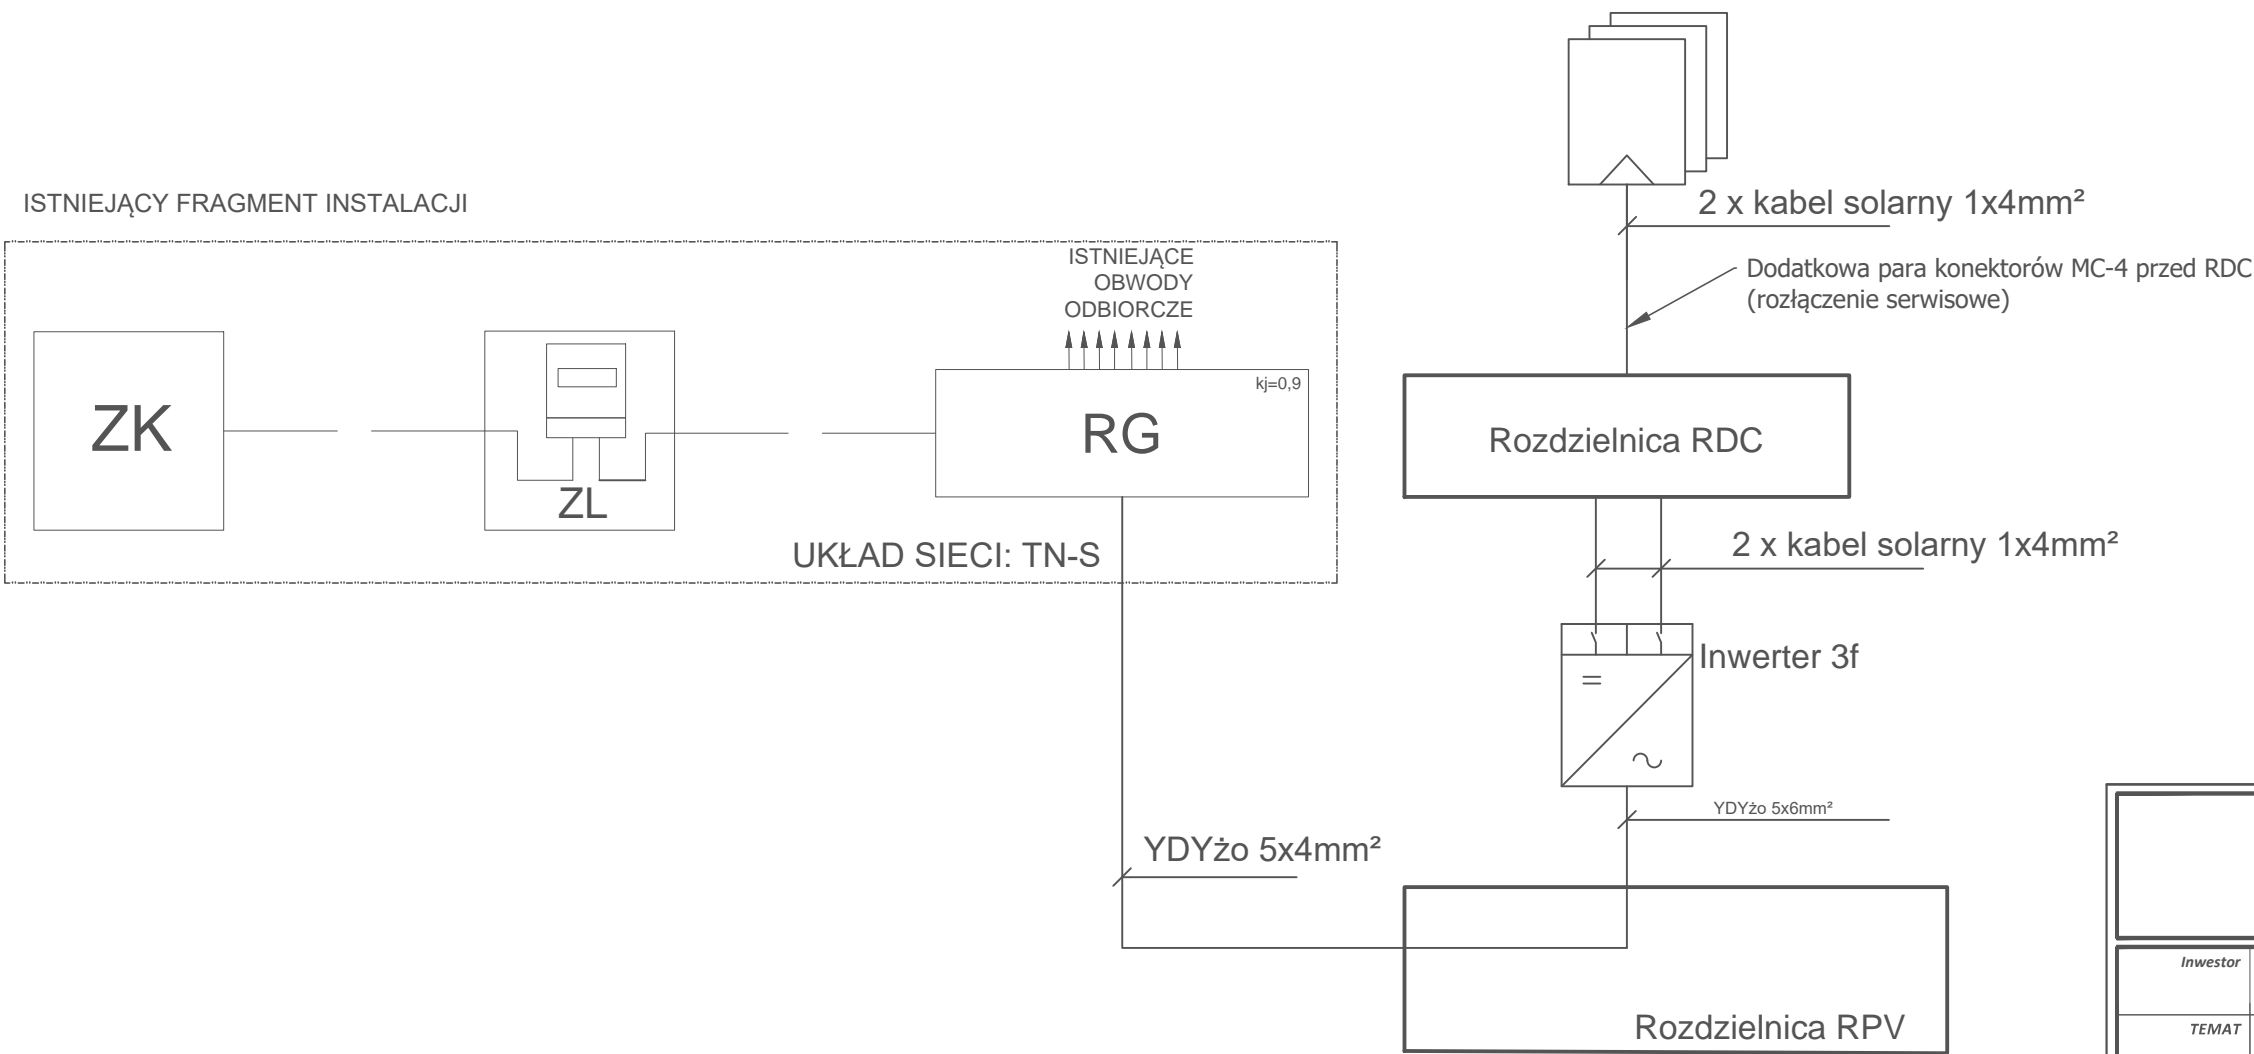 ISTNIEJĄCY FRAGMENT INSTALACJI
ISTNIEJĄCE
OBWODY
ODBIORCZE
ZK
ZL
kj=0,9
RG
UKŁAD SIECI: TN-S
2 x kabel solarny 1x4mm²
Dodatkowa para konektorów MC-4 przed RDC
(rozłączenie serwisowe)
Rozdzielnica RDC
2 x kabel solarny 1x4mm²
Inwerter 3f
YDYżo 5x6mm²
YDYżo 5x4mm²
Rozdzielnica RPV
Inwestor
TEMAT